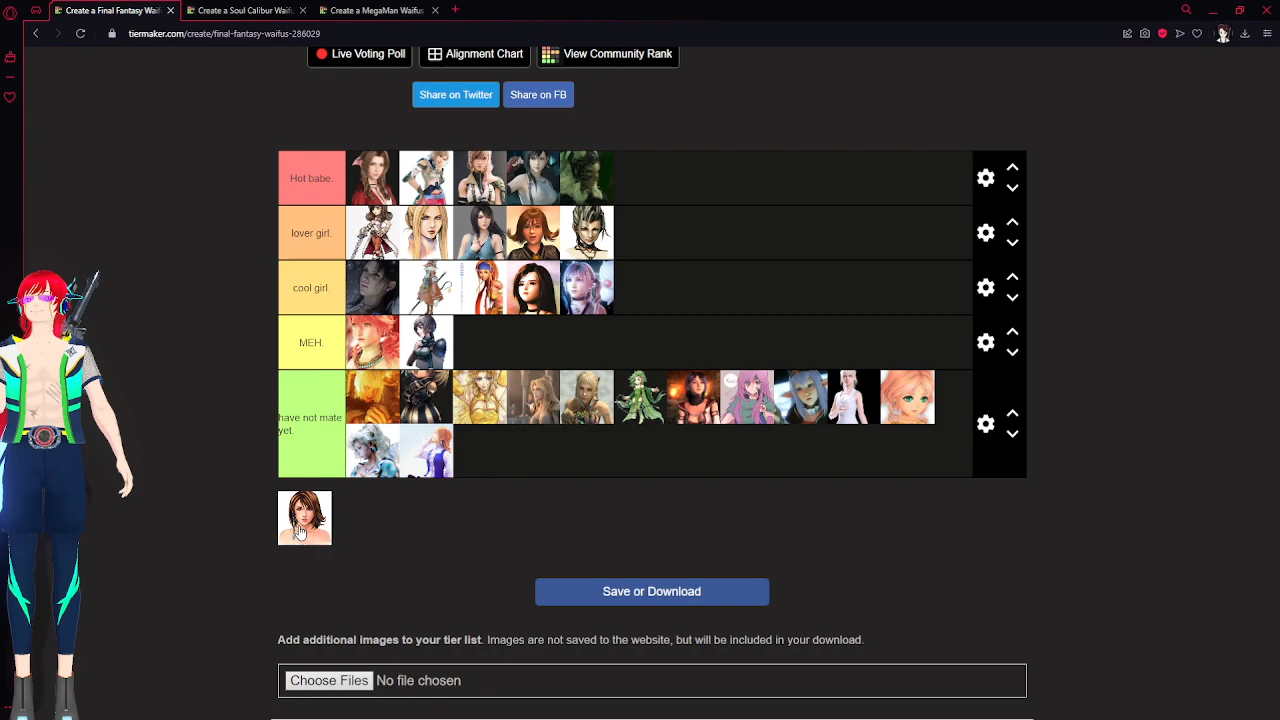 Create a Final Fantasy Waif
Create a Soul Calibur Waifu
Create a MegaMan Waifus
tiermaker.com/create/final-fantasy-waifus-286029
Live Voting Poll
Alignment Chart
View Community Rank
Share on Twitter
Share on FB
Hot babe.
lover girl.
cool girl.
MEH.
have not mate
yet.
Save or Download
Add additional images to your tier list. Images are not saved to the website, but will be included in your download.
Choose Files No file chosen